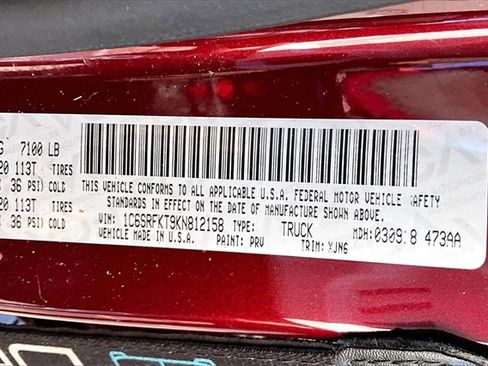 G 7100 LB
20 113T TIRES
36 PSI) COLD
20 113T TIRES
36 PSI) COLD
THIS VEHICLE CONFORMS TO ALL APPLICABLE U.S.A. FEDERAL MOTOR VEHICLE SAFETY
STANDARDS IN EFFECT ON THE DATE OF MANUFACTURE SHOWN ABOVE.
VIN: 1C6SRFKT9KN812158 TYPE: TRUCK MDH: 0309 8 4734A
VEHICLE MADE IN U.S.A. PAINT: PRV TRIM: XJNG